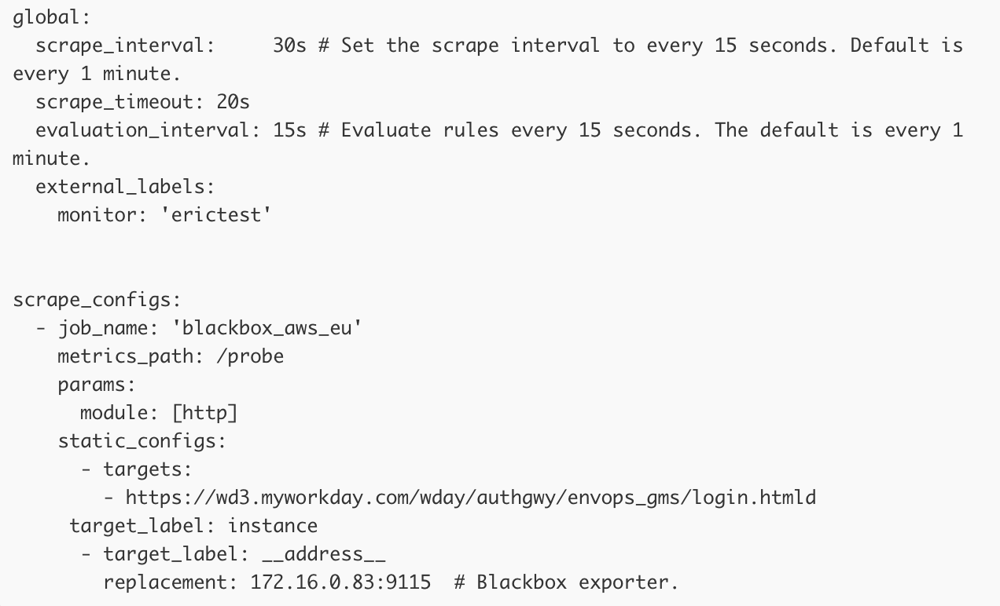 global:
  scrape_interval:     30s # Set the scrape interval to every 15 seconds. Default is
every 1 minute.
  scrape_timeout: 20s
  evaluation_interval: 15s # Evaluate rules every 15 seconds. The default is every 1
minute.
  external_labels:
    monitor: 'erictest'


scrape_configs:
  - job_name: 'blackbox_aws_eu'
    metrics_path: /probe
    params:
      module: [http]
    static_configs:
      - targets:
        - https://wd3.myworkday.com/wday/authgwy/envops_gms/login.htmld
     target_label: instance
      - target_label: __address__
        replacement: 172.16.0.83:9115  # Blackbox exporter.